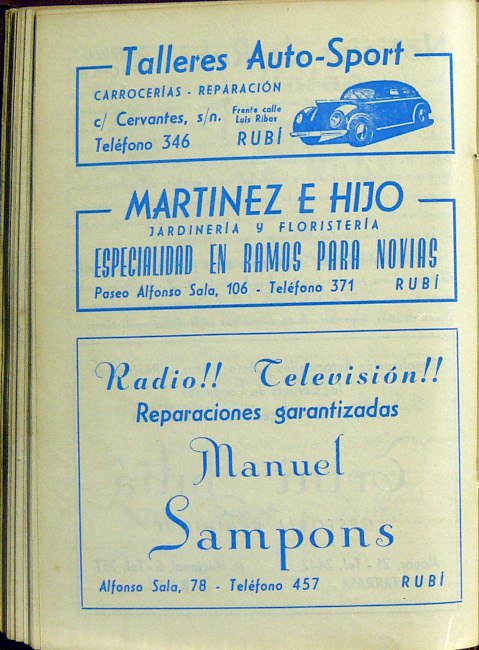 Talleres Auto-Sport
CARROCERÍAS - REPARACIÓN
c/ Cervantes, s/n. Frente calle Luis Ribas
Teléfono 346 RUBÍ
MARTINEZ E HIJO
JARDINERÍA Y FLORISTERÍA
ESPECIALIDAD EN RAMOS PARA NOVIAS
Paseo Alfonso Sala, 106 - Teléfono 371 RUBÍ
Radio!! Televisión!!
Reparaciones garantizadas
Manuel
Sampons
Alfonso Sala, 78 - Teléfono 457 RUBÍ